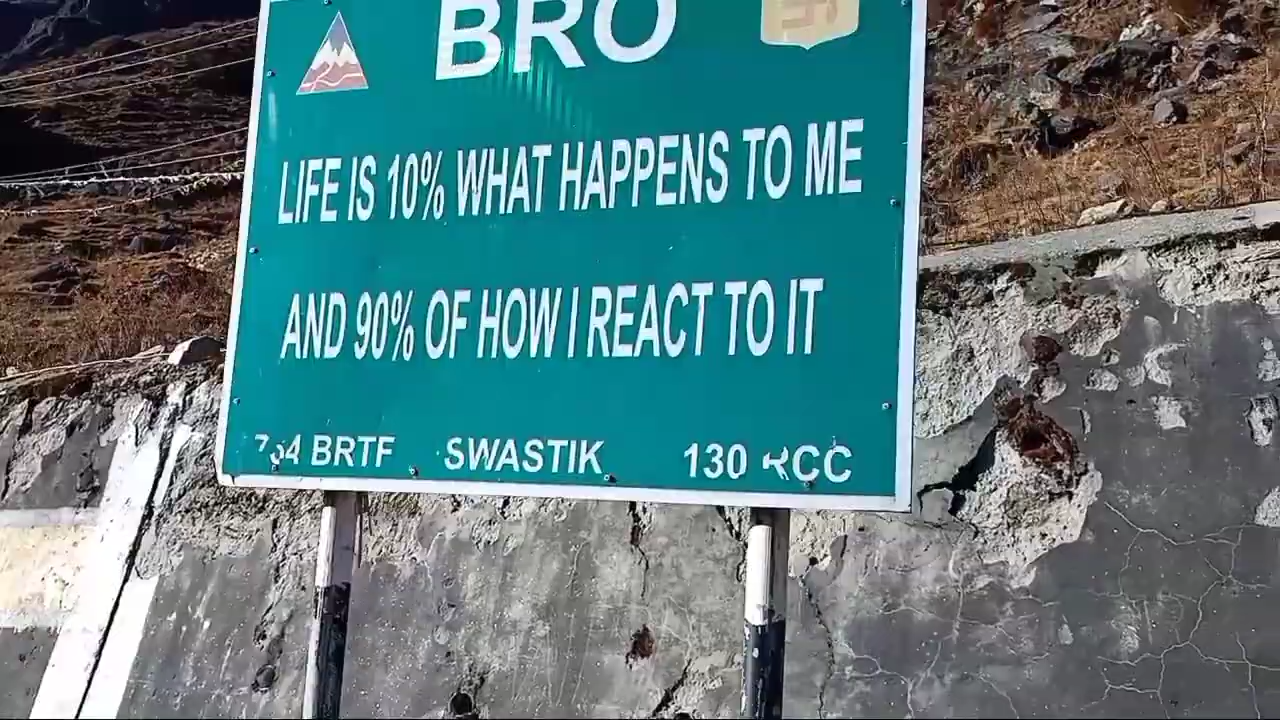 BRO
LIFE IS 10% WHAT HAPPENS TO ME
AND 90% OF HOW I REACT TO IT
764 BRTF SWASTIK 130 RCC